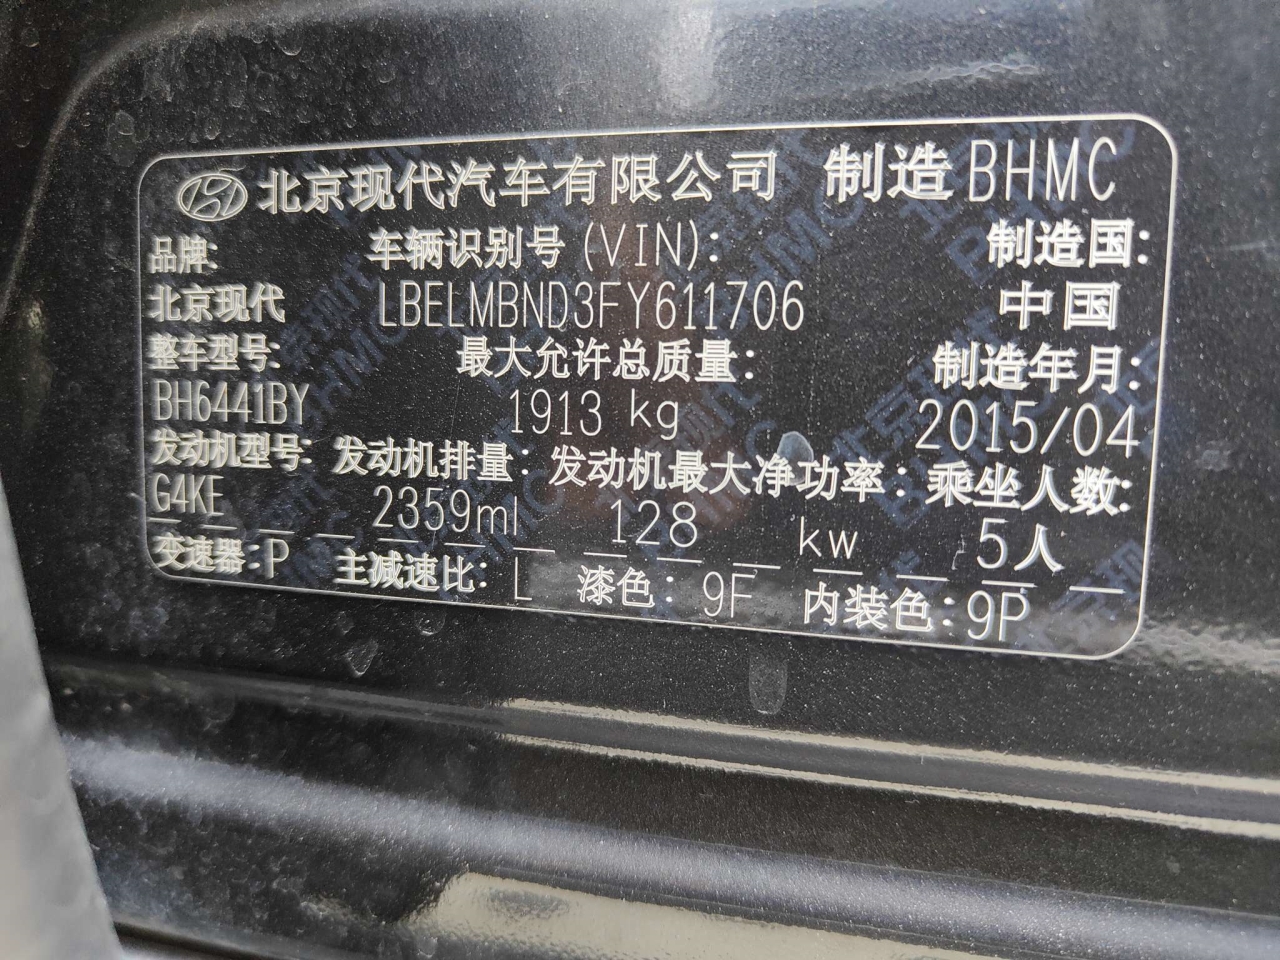 北京现代汽车有限公司 制造 BHMC
品牌: 车辆识别号 (VIN): 制造国:
北京现代 LBELMBND3FY611706 中国
整车型号: 最大允许总质量: 制造年月:
BH6441BY 1913 kg 2015/04
发动机型号: 发动机排量: 发动机最大净功率: 乘坐人数:
G4KE 2359ml 128 kw 5人
变速器:P 主减速比: L 漆色: 9F 内装色:9P